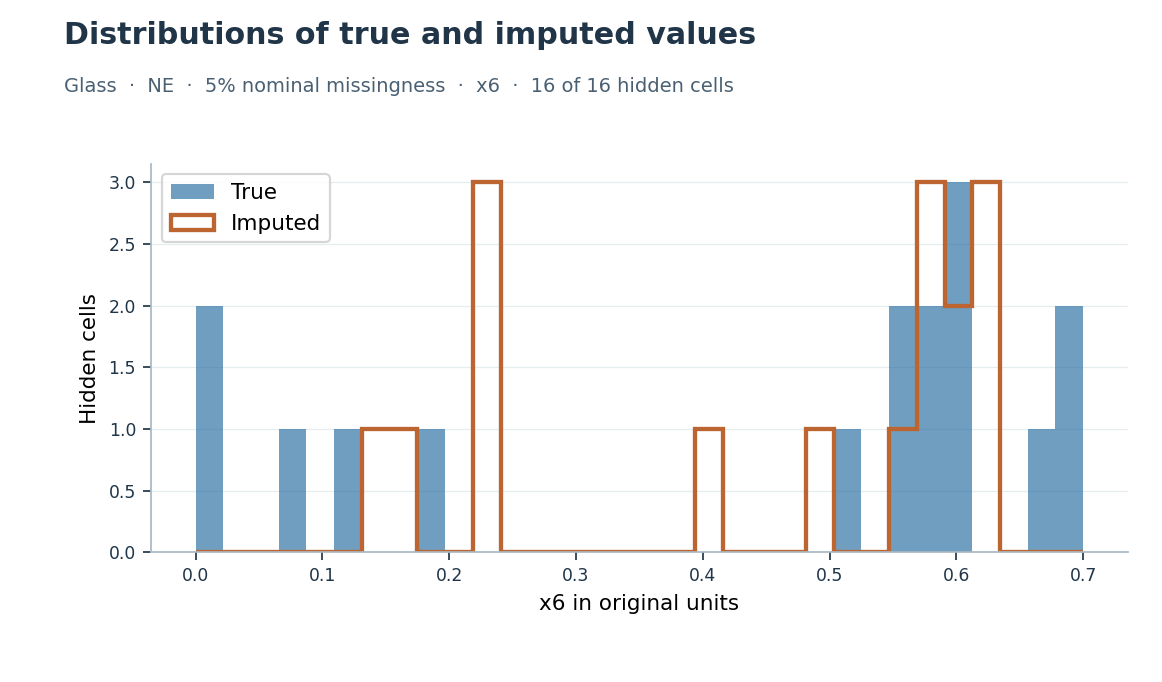 Distributions of true and imputed values
Glass · NE · 5% nominal missingness · x6 · 16 of 16 hidden cells
True
Imputed
Hidden cells
3.0
2.5
2.0
1.5
1.0
0.5
0.0
0.0 0.1 0.2 0.3 0.4 0.5 0.6 0.7
x6 in original units